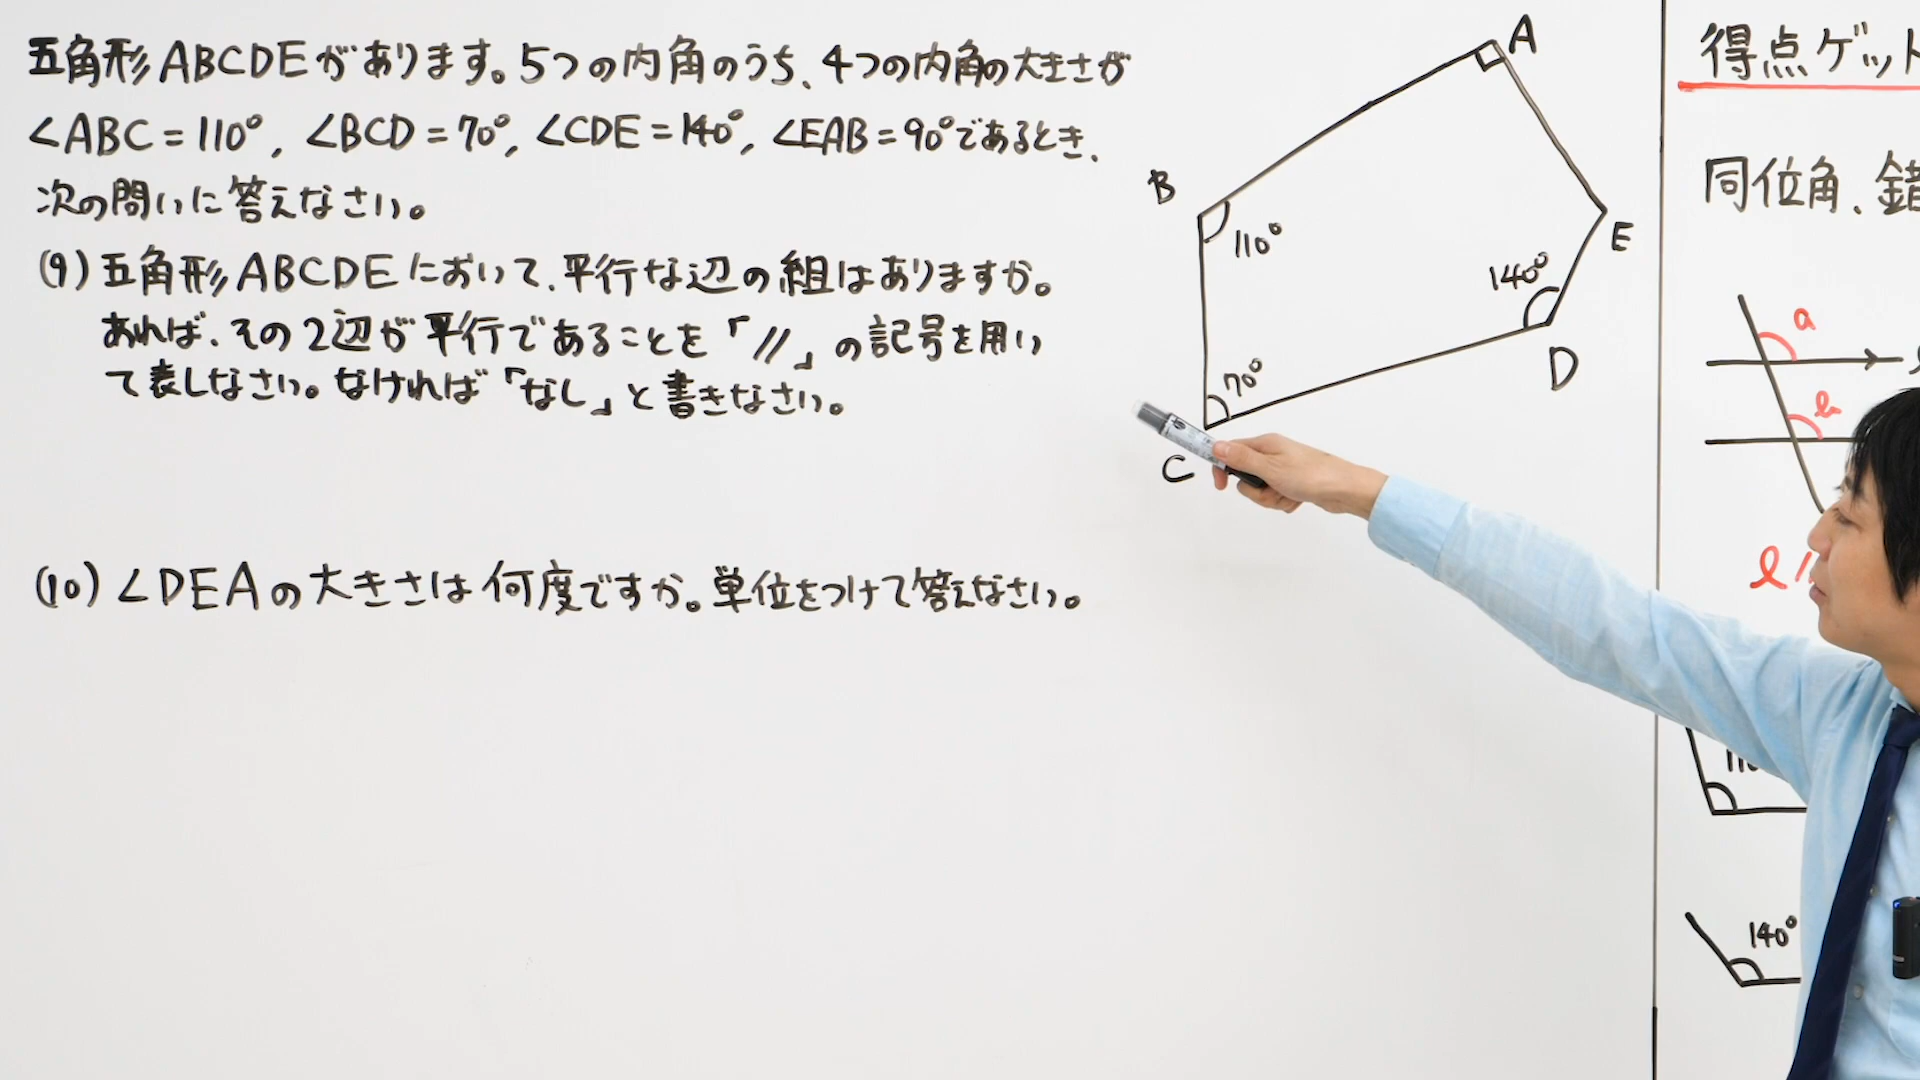 五角形ABCDEがあります。5つの内角のうち、4つの内角の大きさが
∠ABC=110°, ∠BCD=70°, ∠CDE=140°, ∠EAB=90°であるとき、
次の問いに答えなさい。
(9) 五角形ABCDEにおいて、平行な辺の組はありますか。
あれば、その2辺が平行であることを「//」の記号を用い
て表しなさい。なければ「なし」と書きなさい。
(10) ∠DEAの大きさは何度ですか。単位をつけて答えなさい。
A
B
110°
E
140°
D
70°
C
得点ゲット
同位角、錯
a
b
l
140°